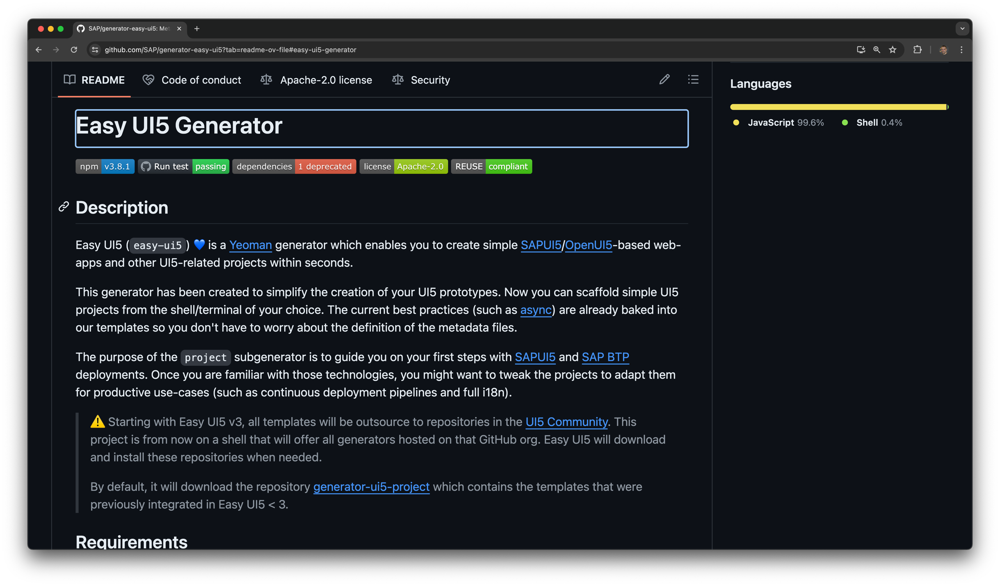 SAP/generator-easy-ui5: Met
github.com/SAP/generator-easy-ui5?tab=readme-ov-file#easy-ui5-generator
README Code of conduct Apache-2.0 license Security
Easy UI5 Generator
npm v3.8.1 Run test passing dependencies 1 deprecated license Apache-2.0 REUSE compliant
Description
Easy UI5 ( easy-ui5 ) 💙 is a Yeoman generator which enables you to create simple SAPUI5/OpenUI5-based web-
apps and other UI5-related projects within seconds.
This generator has been created to simplify the creation of your UI5 prototypes. Now you can scaffold simple UI5
projects from the shell/terminal of your choice. The current best practices (such as async) are already baked into
our templates so you don't have to worry about the definition of the metadata files.
The purpose of the project subgenerator is to guide you on your first steps with SAPUI5 and SAP BTP
deployments. Once you are familiar with those technologies, you might want to tweak the projects to adapt them
for productive use-cases (such as continuous deployment pipelines and full i18n).
⚠️ Starting with Easy UI5 v3, all templates will be outsource to repositories in the UI5 Community. This
project is from now on a shell that will offer all generators hosted on that GitHub org. Easy UI5 will download
and install these repositories when needed.
By default, it will download the repository generator-ui5-project which contains the templates that were
previously integrated in Easy UI5 < 3.
Requirements
Languages
JavaScript 99.6% Shell 0.4%